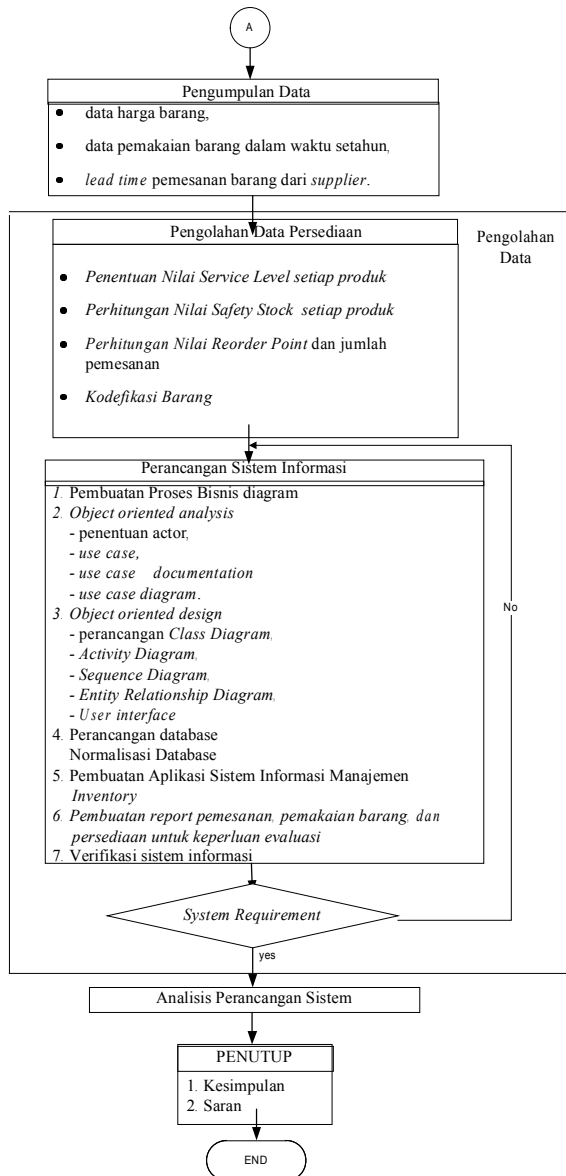 A
Pengumpulan Data
• data harga barang,
• data pemakaian barang dalam waktu setahun,
• lead time pemesanan barang dari supplier.
Pengolahan Data Persediaan
Pengolahan
Data
• Penentuan Nilai Service Level setiap produk
• Perhitungan Nilai Safety Stock setiap produk
• Perhitungan Nilai Reorder Point dan jumlah
pemesanan
• Kodefikasi Barang
Perancangan Sistem Informasi
1. Pembuatan Proses Bisnis diagram
2. Object oriented analysis
- penentuan actor,
- use case,
- use case documentation
- use case diagram.
3. Object oriented design
- perancangan Class Diagram,
- Activity Diagram,
- Sequence Diagram,
- Entity Relationship Diagram,
- User interface
4. Perancangan database
Normalisasi Database
5. Pembuatan Aplikasi Sistem Informasi Manajemen
Inventory
6. Pembuatan report pemesanan, pemakaian barang, dan
persediaan untuk keperluan evaluasi
7. Verifikasi sistem informasi
No
System Requirement
yes
Analisis Perancangan Sistem
PENUTUP
1. Kesimpulan
2. Saran
END